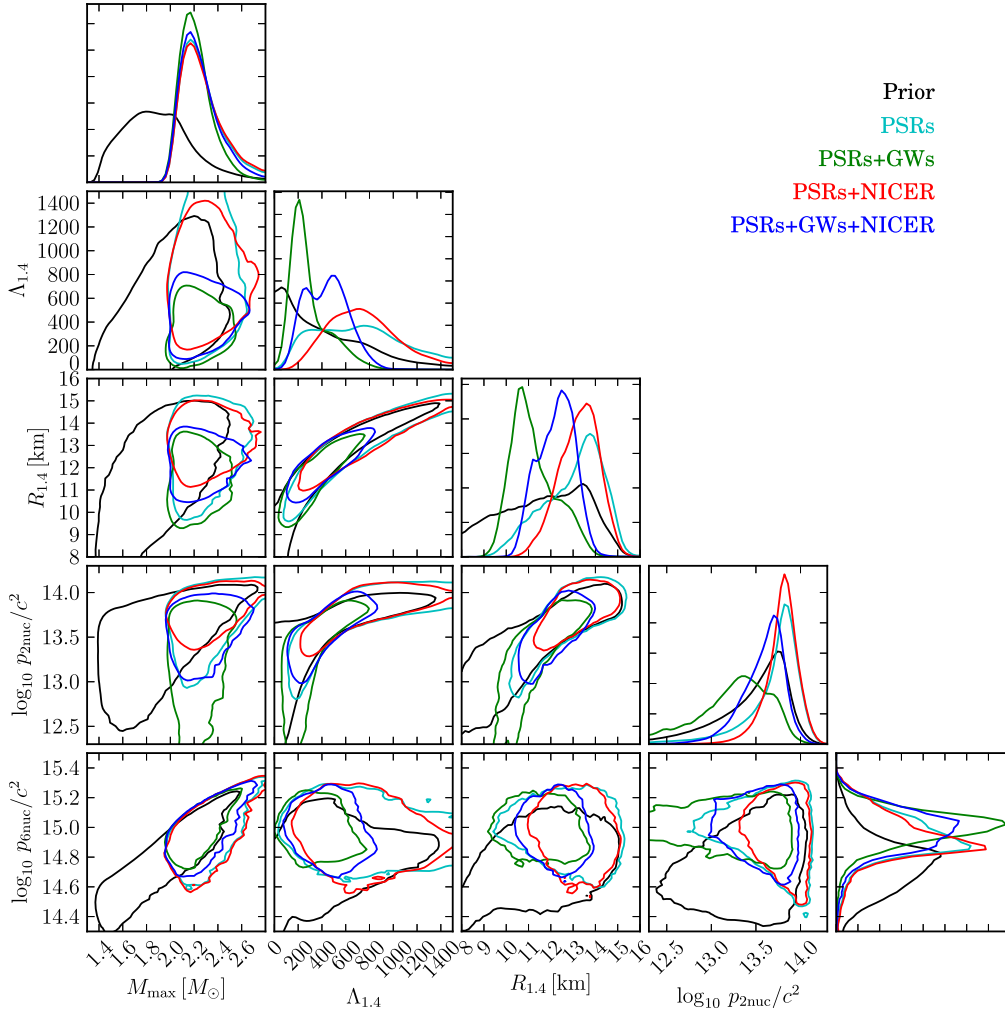 Prior
PSRs
PSRs+GWs
PSRs+NICER
PSRs+GWs+NICER
Λ1.4
1400
1200
1000
800
600
400
200
0
R1.4 [km]
16
15
14
13
12
11
10
9
8
log10 p2nuc/c²
14.0
13.5
13.0
12.5
log10 p6nuc/c²
15.4
15.2
15.0
14.8
14.6
14.4
1.4 1.6 1.8 2.0 2.2 2.4 2.6
0 200 400 600 800 1000 1200 1400
8 9 10 11 12 13 14 15 16
12.5 13.0 13.5 14.0
Mmax [M⊙]
Λ1.4
R1.4 [km]
log10 p2nuc/c²